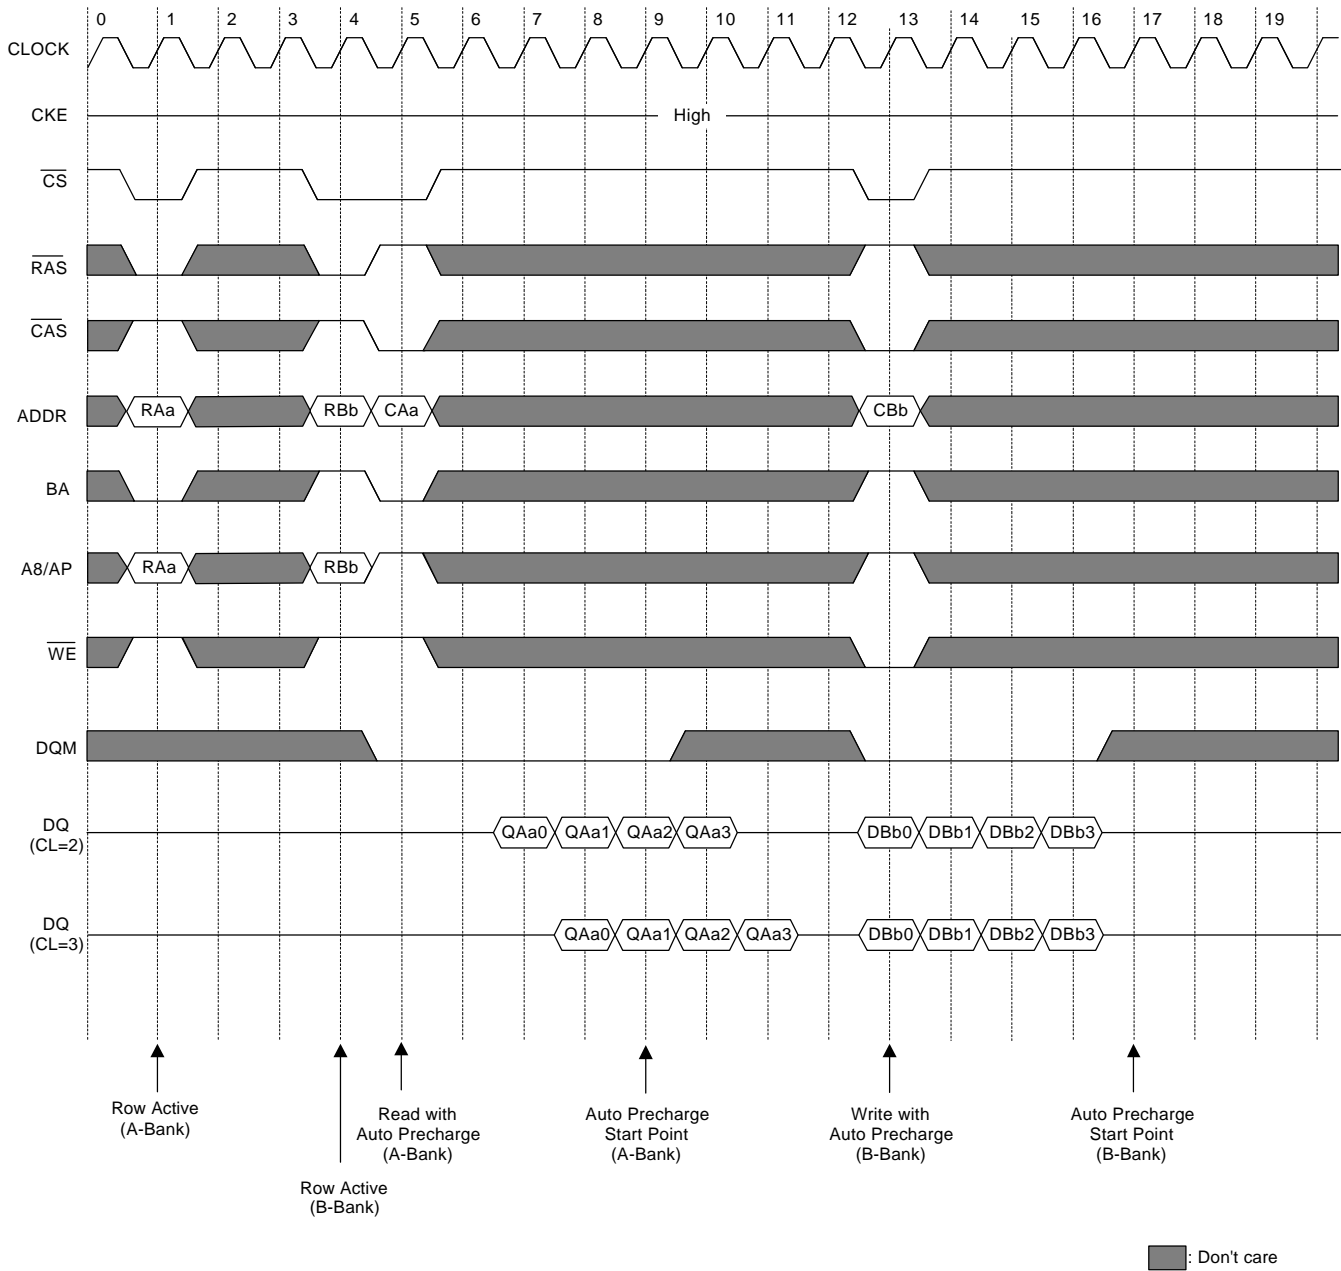 0 1 2 3 4 5 6 7 8 9 10 11 12 13 14 15 16 17 18 19
CLOCK
CKE High
CS
RAS
CAS
ADDR RAa RBb CAa CBb
BA
A8/AP RAa RBb
WE
DQM
DQ
(CL=2) QAa0 QAa1 QAa2 QAa3 DBb0 DBb1 DBb2 DBb3
DQ
(CL=3) QAa0 QAa1 QAa2 QAa3 DBb0 DBb1 DBb2 DBb3
Row Active
(A-Bank)
Row Active
(B-Bank)
Read with
Auto Precharge
(A-Bank)
Auto Precharge
Start Point
(A-Bank)
Write with
Auto Precharge
(B-Bank)
Auto Precharge
Start Point
(B-Bank)
: Don't care